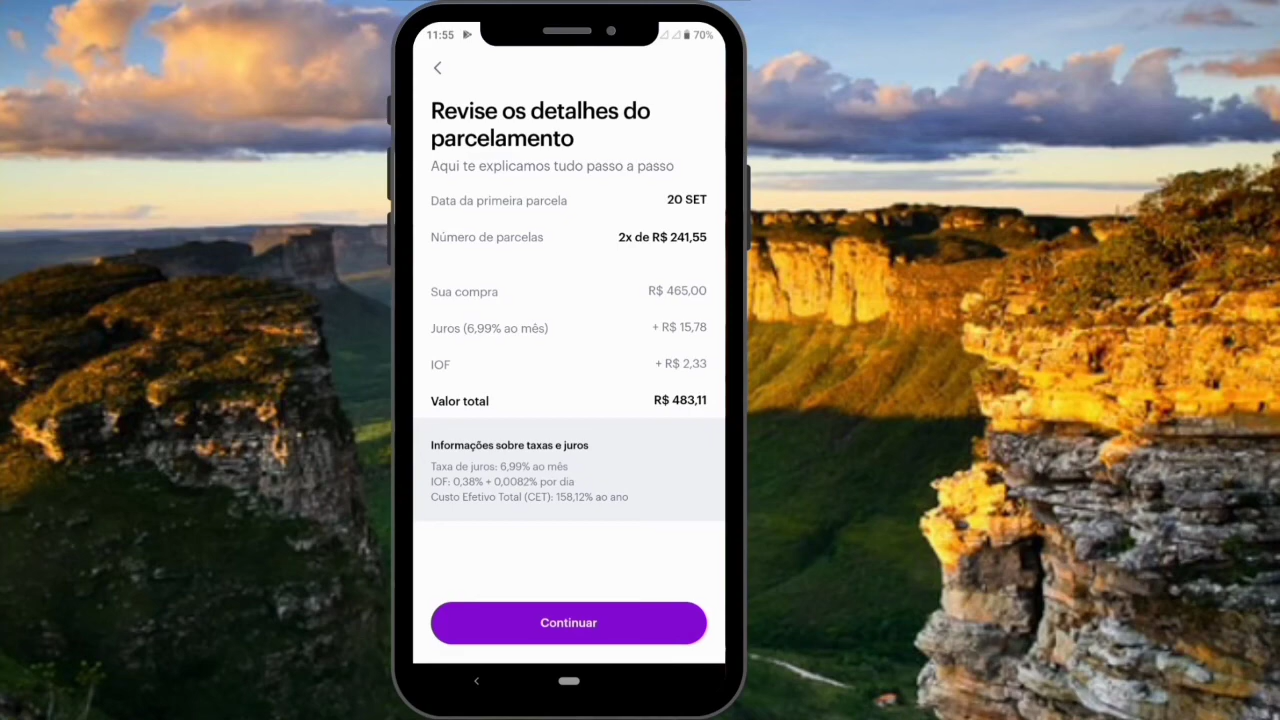 11:55
70%
Revise os detalhes do
parcelamento
Aqui te explicamos tudo passo a passo
Data da primeira parcela 20 SET
Número de parcelas 2x de R$ 241,55
Sua compra R$ 465,00
Juros (6,99% ao mês) + R$ 15,78
IOF + R$ 2,33
Valor total R$ 483,11
Informações sobre taxas e juros
Taxa de juros: 6,99% ao mês
IOF: 0,38% + 0,0082% por dia
Custo Efetivo Total (CET): 158,12% ao ano
Continuar